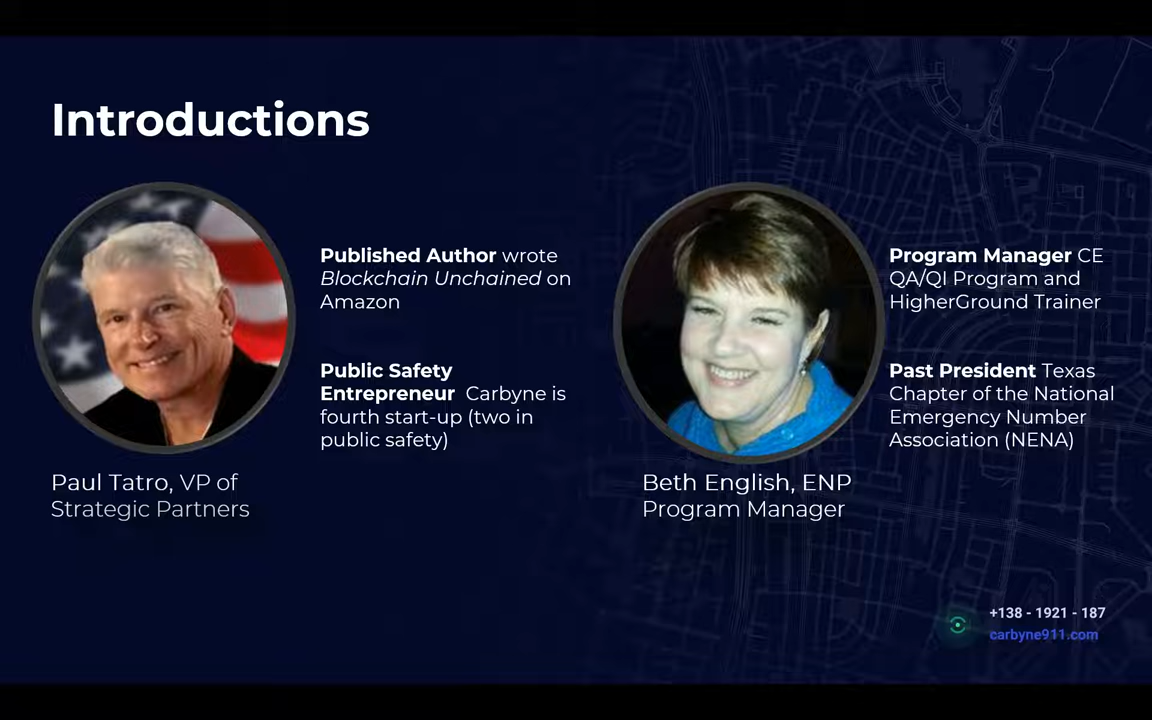 Introductions
Published Author wrote
Blockchain Unchained on
Amazon
Public Safety
Entrepreneur Carbyne is
fourth start-up (two in
public safety)
Paul Tatro, VP of
Strategic Partners
Program Manager CE
QA/QI Program and
HigherGround Trainer
Past President Texas
Chapter of the National
Emergency Number
Association (NENA)
Beth English, ENP
Program Manager
+138 - 1921 - 187
carbyne911.com